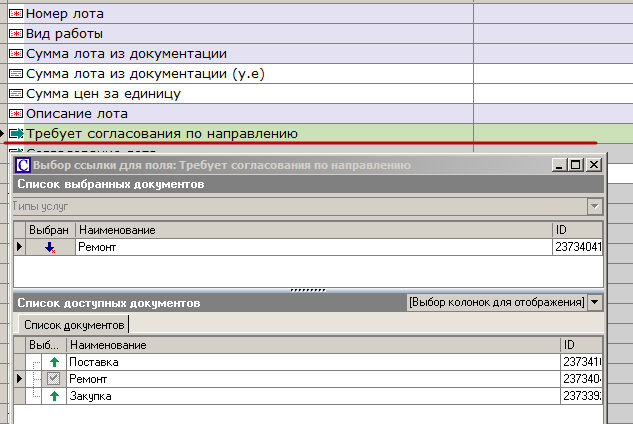 Номер лота
Вид работы
Сумма лота из документации
Сумма лота из документации (у.е)
Сумма цен за единицу
Описание лота
Требует согласования по направлению
Выбор ссылки для поля: Требует согласования по направлению
Список выбранных документов
Типы услуг
Выбран Наименование ID
Ремонт 23734041
Список доступных документов [Выбор колонок для отображения]
Список документов
Выб... Наименование ID
Поставка 2373410
Ремонт 2373404
Закупка 2373392